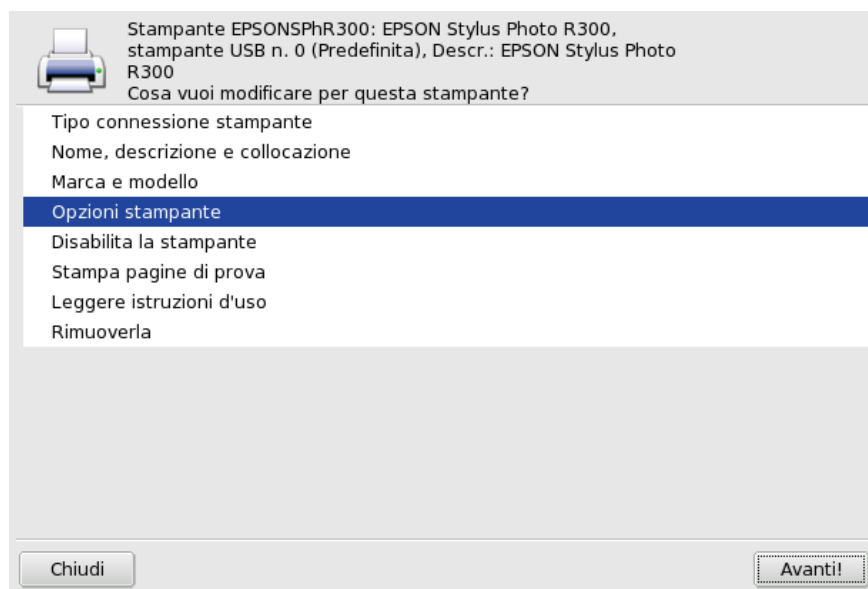 Stampante EPSONSPhR300: EPSON Stylus Photo R300,
stampante USB n. 0 (Predefinita), Descr.: EPSON Stylus Photo
R300
Cosa vuoi modificare per questa stampante?
Tipo connessione stampante
Nome, descrizione e collocazione
Marca e modello
Opzioni stampante
Disabilita la stampante
Stampa pagine di prova
Leggere istruzioni d'uso
Rimuoverla
Chiudi
Avanti!